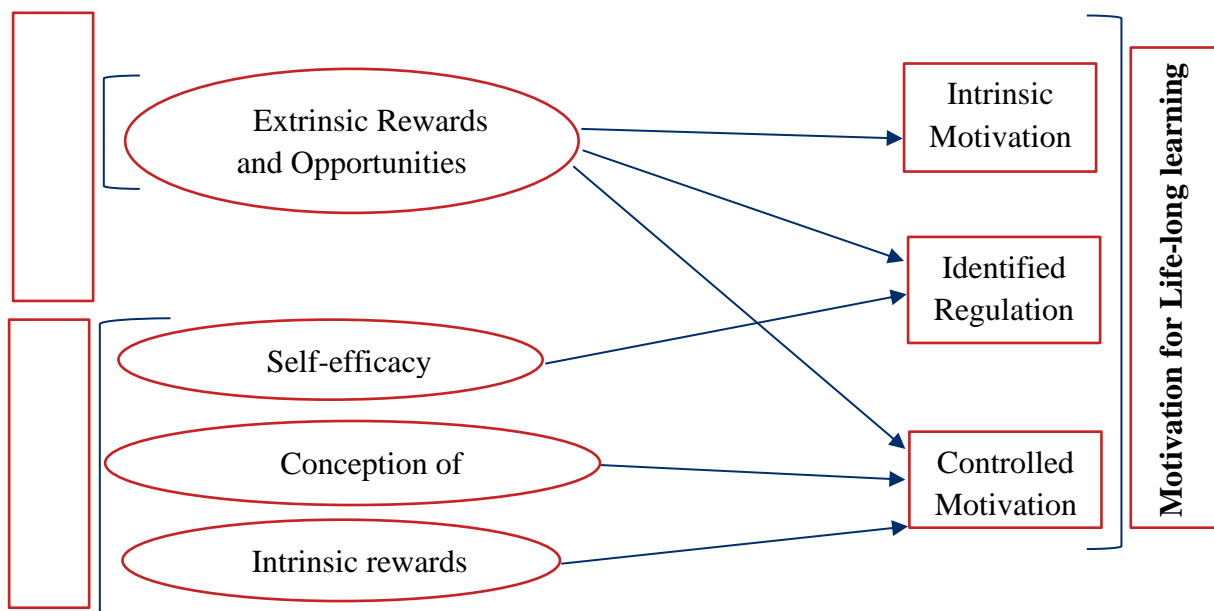 Extrinsic Rewards
and Opportunities
Self-efficacy
Conception of
Intrinsic rewards
Intrinsic
Motivation
Identified
Regulation
Controlled
Motivation
Motivation for Life-long learning